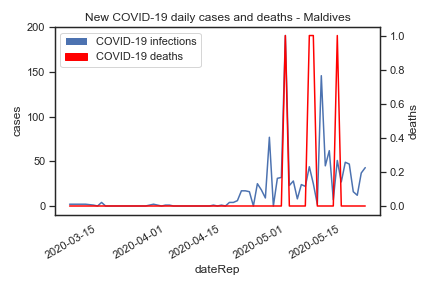 New COVID-19 daily cases and deaths - Maldives
COVID-19 infections
COVID-19 deaths
cases
200
150
100
50
0
deaths
1.0
0.8
0.6
0.4
0.2
0.0
2020-03-15
2020-04-01
2020-04-15
2020-05-01
2020-05-15
dateRep